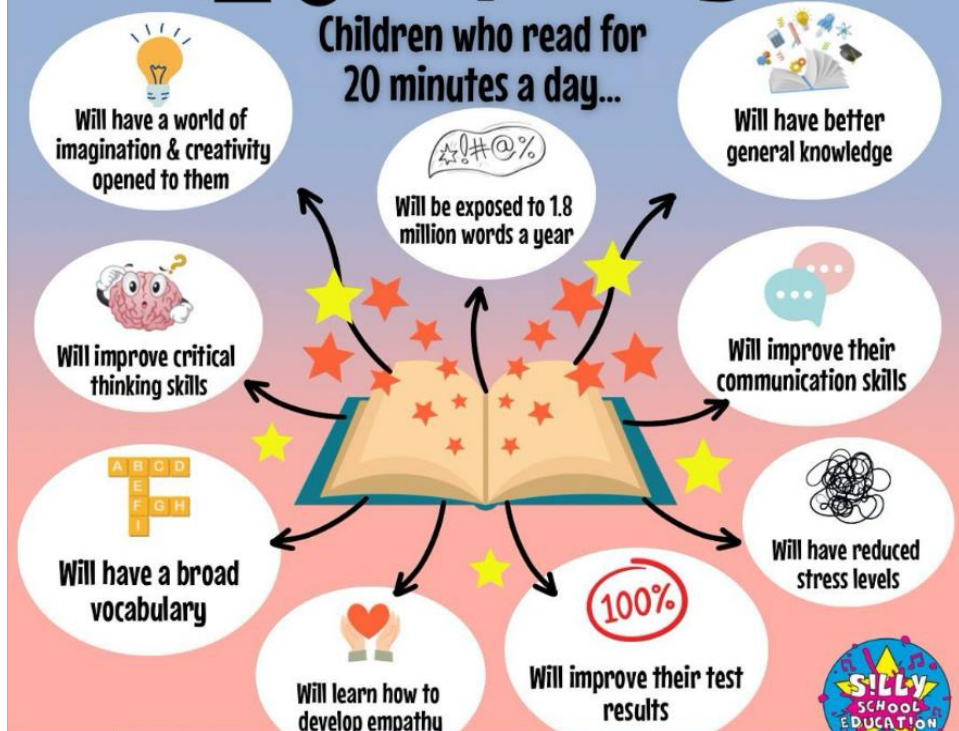 Children who read for
20 minutes a day...
Will have a world of
imagination & creativity
opened to them
☆!#@%
Will be exposed to 1.8
million words a year
Will have better
general knowledge
?
Will improve critical
thinking skills
Will improve their
communication skills
A B C D
E
F G H
I
Will have a broad
vocabulary
Will have reduced
stress levels
Will learn how to
develop empathy
100%
Will improve their test
results
S!LLY
SCHOOL
EDUCAT!ON